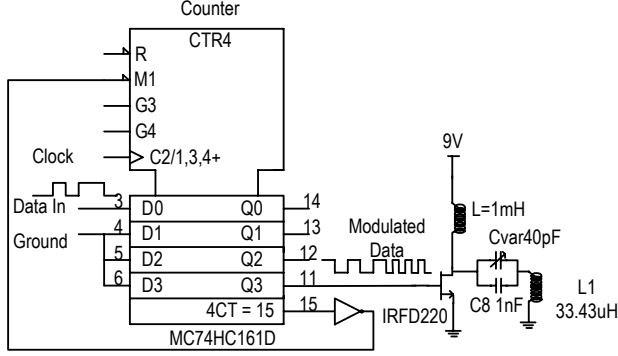 Counter
CTR4
R
M1
G3
G4
Clock
C2/1,3,4+
9V
Data In
3
D0
Q0
14
L=1mH
Ground
4
D1
Q1
13
Modulated
Data
Cvar40pF
5
D2
Q2
12
6
D3
Q3
11
L1
33.43uH
4CT = 15
15
IRFD220
C8 1nF
MC74HC161D